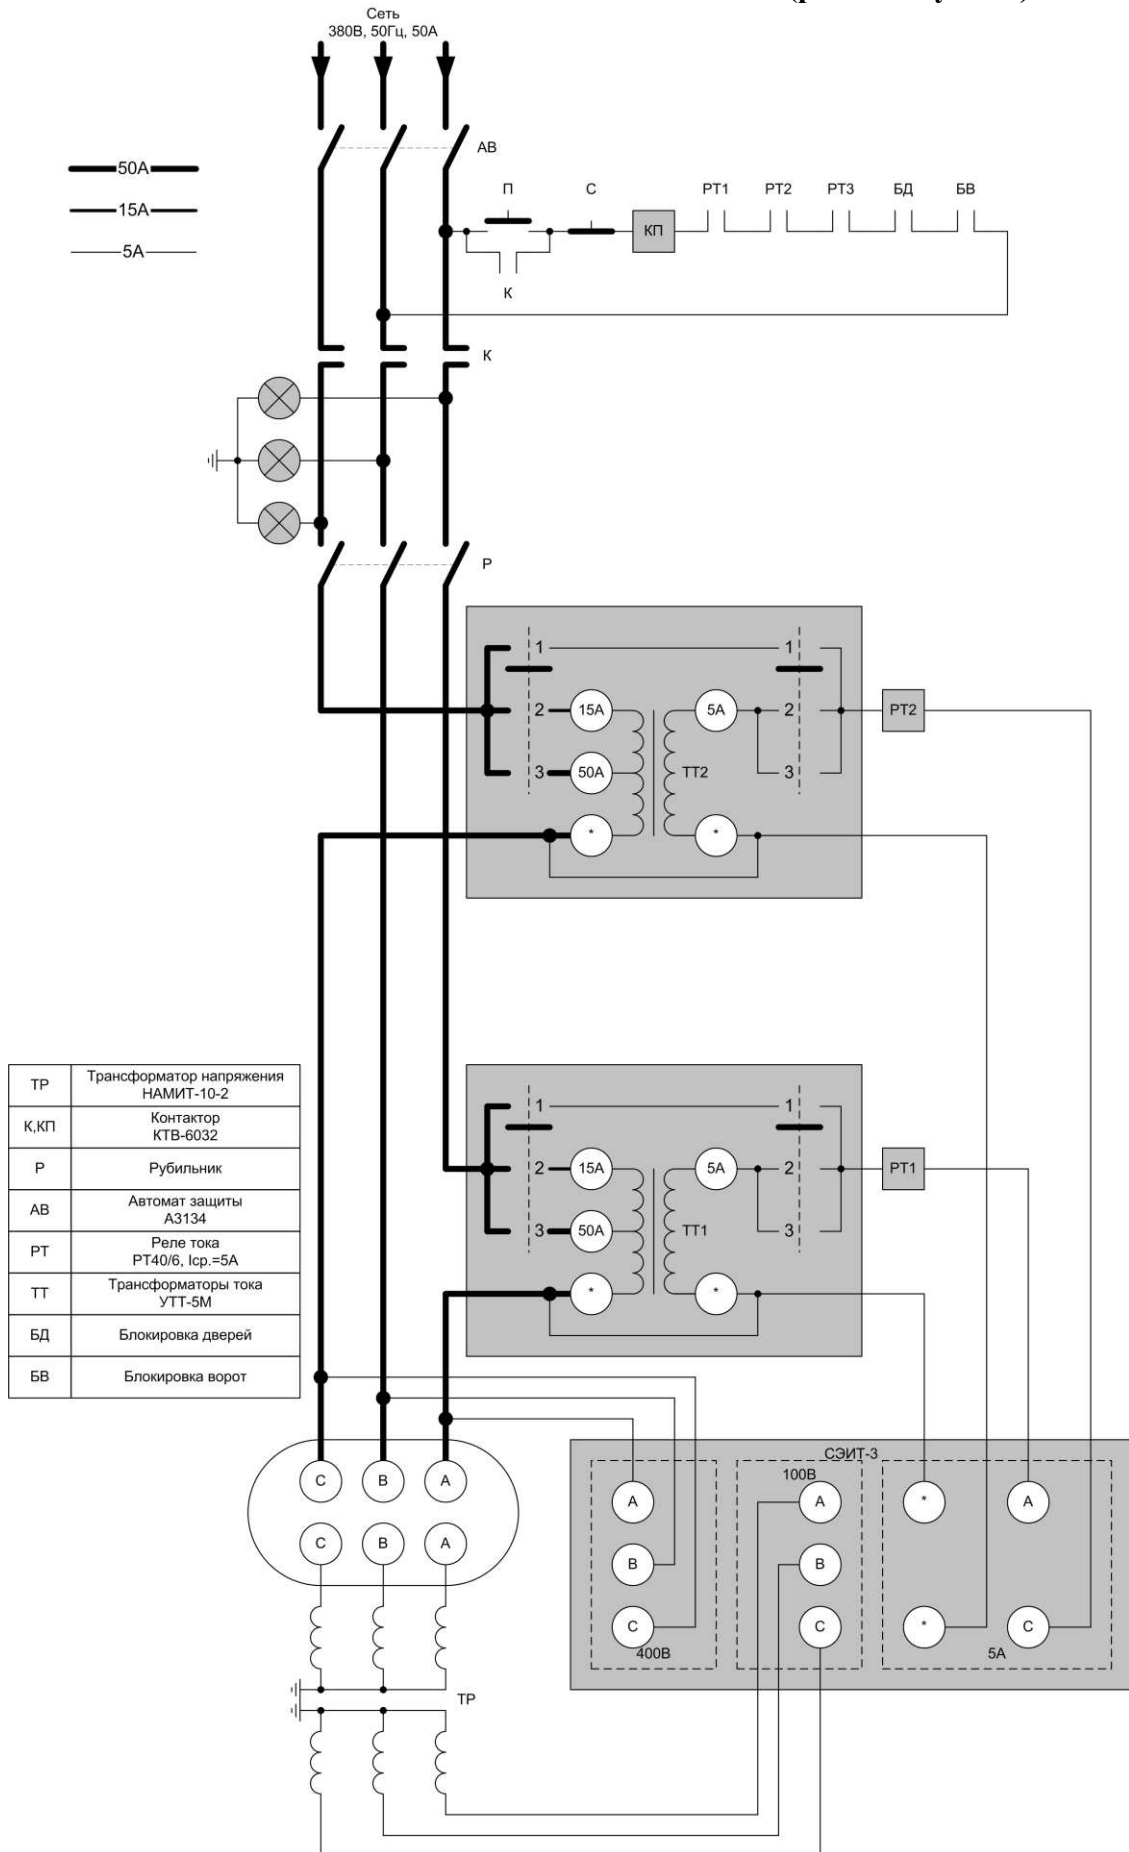 Сеть
380В, 50Гц, 50А
АВ
50А
15А
5А
П
С
КП
РТ1
РТ2
РТ3
БД
БВ
К
К
Р
1
1
2
15А
5А
2
РТ2
3
50А
ТТ2
3
*
*
1
1
2
15А
5А
2
РТ1
3
50А
ТТ1
3
*
*
ТР
Трансформатор напряжения
НАМИТ-10-2
К,КП
Контактор
КТВ-6032
Р
Рубильник
АВ
Автомат защиты
А3134
РТ
Реле тока
РТ40/6, Iср.=5А
ТТ
Трансформаторы тока
УТТ-5М
БД
Блокировка дверей
БВ
Блокировка ворот
С
В
А
С
В
А
СЭИТ-3
100В
А
А
*
А
В
В
С
С
*
С
400В
5А
ТР